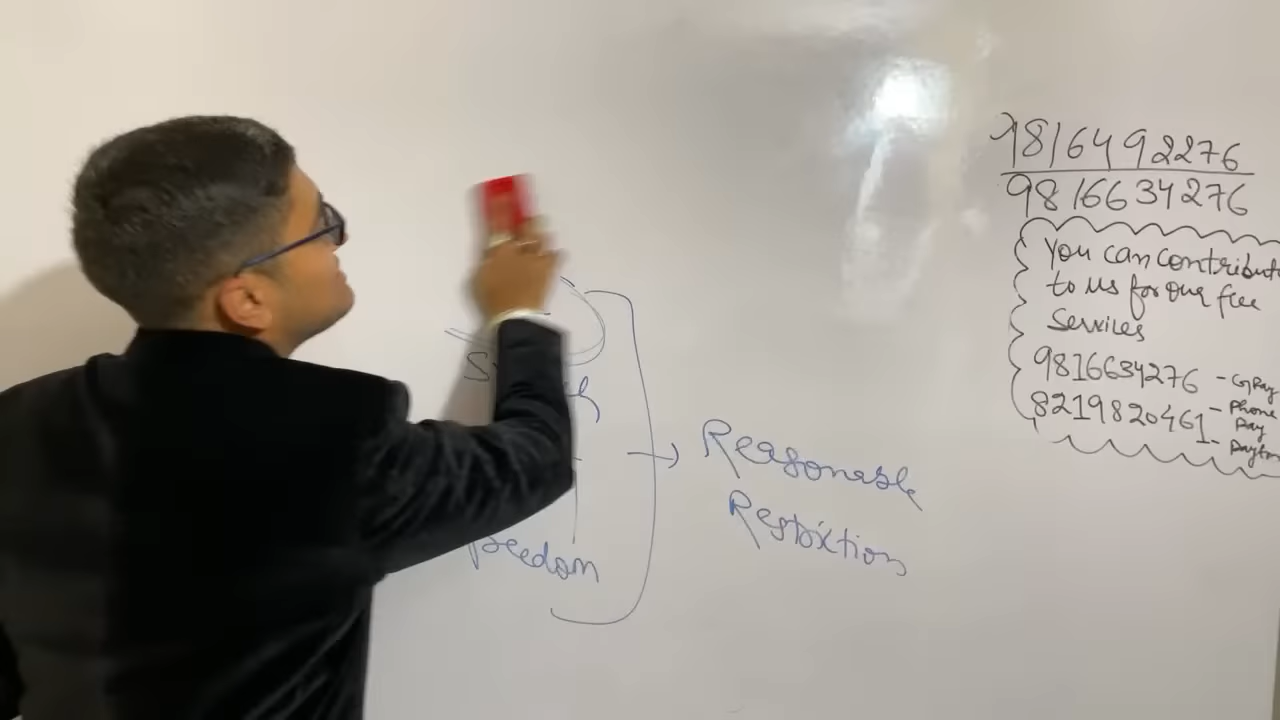 9816492276
9816634276
You can contribute
to us for our free
Services
9816634276 - G Pay
8219820461 - Phone
Pay
- Paytm
Freedom
Reasonable
Restriction